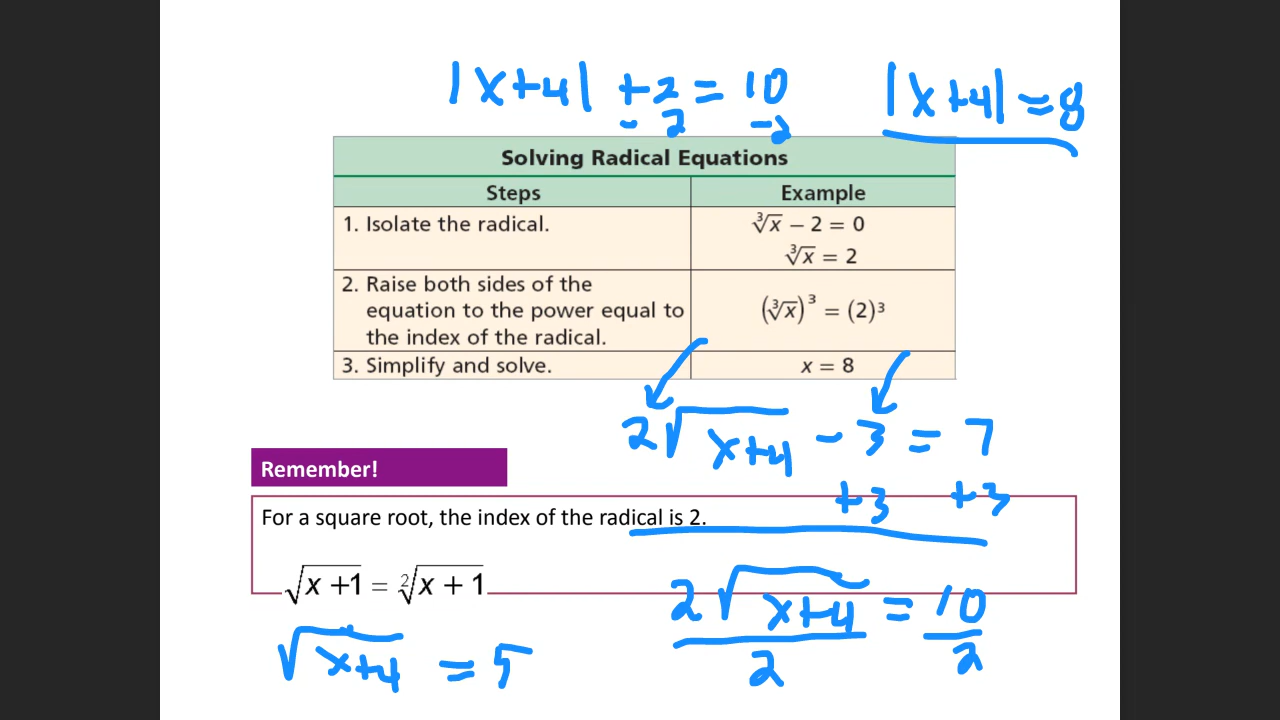 |x+4| +2 = 10
- 2 -2
|x+4| = 8
Solving Radical Equations
Steps Example
1. Isolate the radical. ∛x − 2 = 0
∛x = 2
2. Raise both sides of the
equation to the power equal to
the index of the radical.
(∛x)³ = (2)³
3. Simplify and solve. x = 8
2√x+4 - 3 = 7
+3 +3
Remember!
For a square root, the index of the radical is 2.
√x +1 = ²√x + 1
2√x+4 = 10
2 2
√x+4 = 5